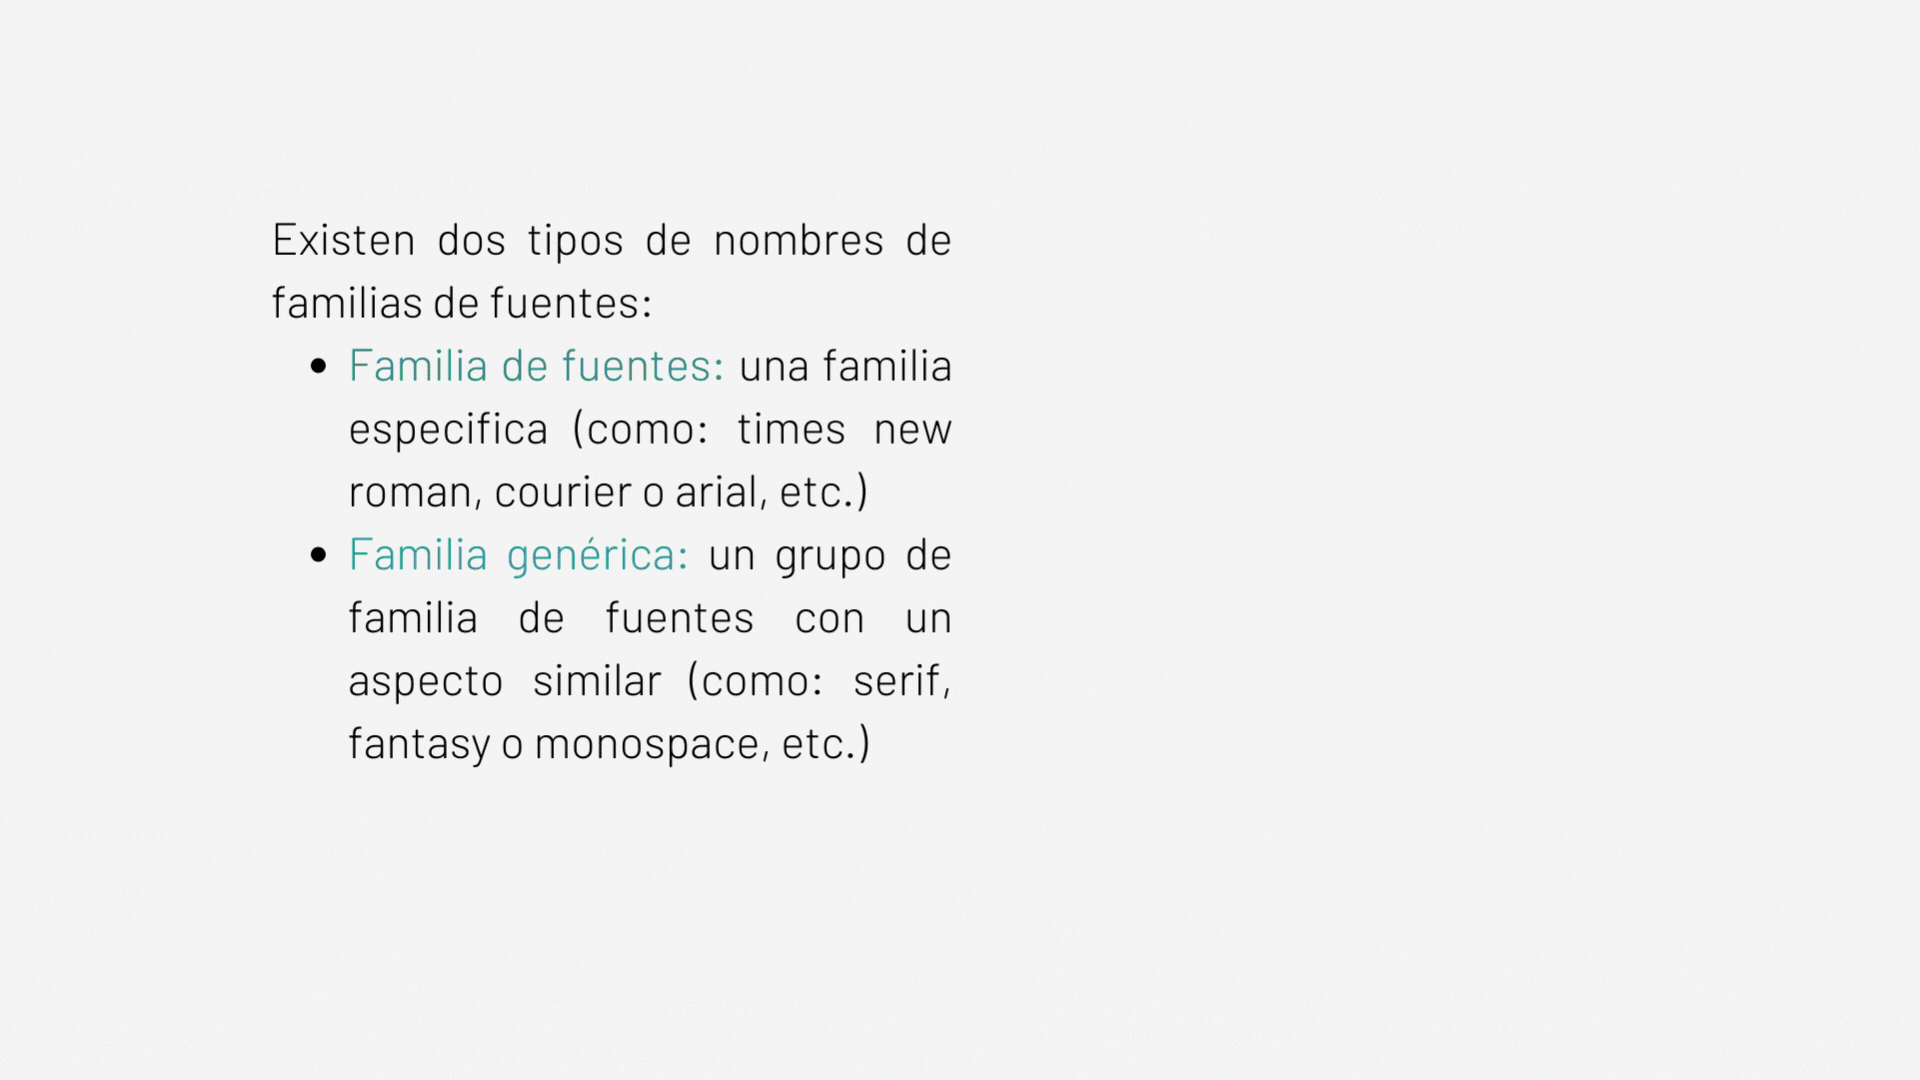 Existen dos tipos de nombres de
familias de fuentes:
• Familia de fuentes: una familia
especifica (como: times new
roman, courier o arial, etc.)
• Familia genérica: un grupo de
familia de fuentes con un
aspecto similar (como: serif,
fantasy o monospace, etc.)